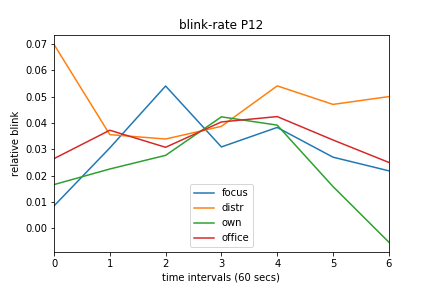 blink-rate P12
relative blink
0.07
0.06
0.05
0.04
0.03
0.02
0.01
0.00
focus
distr
own
office
0 1 2 3 4 5 6
time intervals (60 secs)